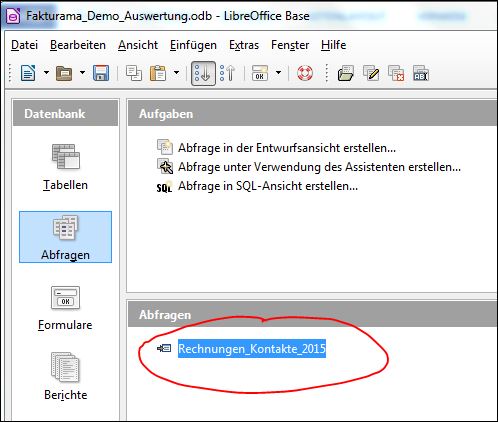 Fakturama_Demo_Auswertung.odb - LibreOffice Base
Datei Bearbeiten Ansicht Einfügen Extras Fenster Hilfe
Datenbank
Tabellen
Abfragen
Formulare
Berichte
Aufgaben
Abfrage in der Entwurfsansicht erstellen...
Abfrage unter Verwendung des Assistenten erstellen...
SQL Abfrage in SQL-Ansicht erstellen...
Abfragen
Rechnungen_Kontakte_2015